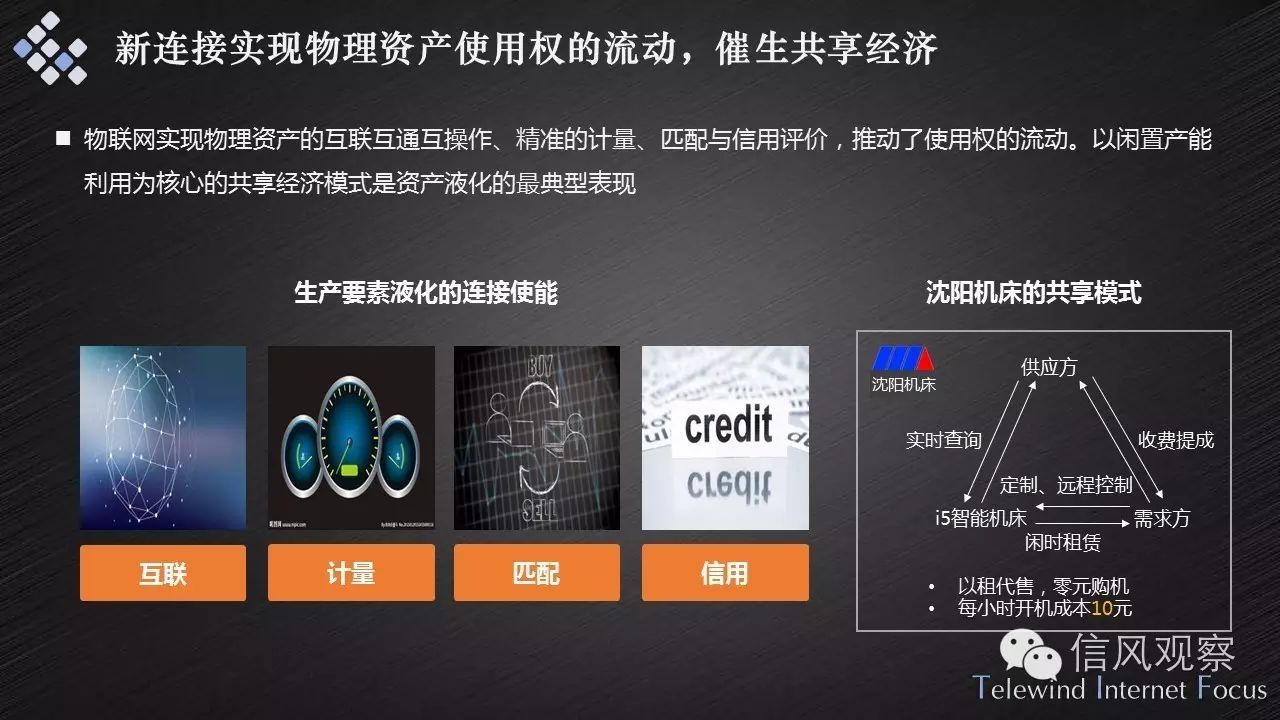 新连接实现物理资产使用权的流动，催生共享经济
物联网实现物理资产的互联互通互操作、精准的计量、匹配与信用评价，推动了使用权的流动。以闲置产能
利用为核心的共享经济模式是资产液化的最典型表现
生产要素液化的连接使能
BUY
SELL
credit
www.nipic.com
互联
计量
匹配
信用
沈阳机床的共享模式
沈阳机床
供应方
实时查询
收费提成
定制、远程控制
i5智能机床
需求方
闲时租赁
• 以租代售，零元购机
• 每小时开机成本10元
信风观察
Telewind Internet Focus